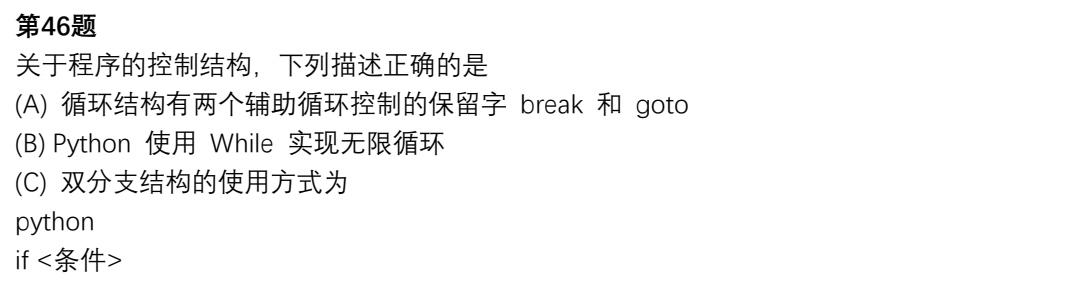 第46题
关于程序的控制结构，下列描述正确的是
(A) 循环结构有两个辅助循环控制的保留字 break 和 goto
(B) Python 使用 While 实现无限循环
(C) 双分支结构的使用方式为
python
if <条件>